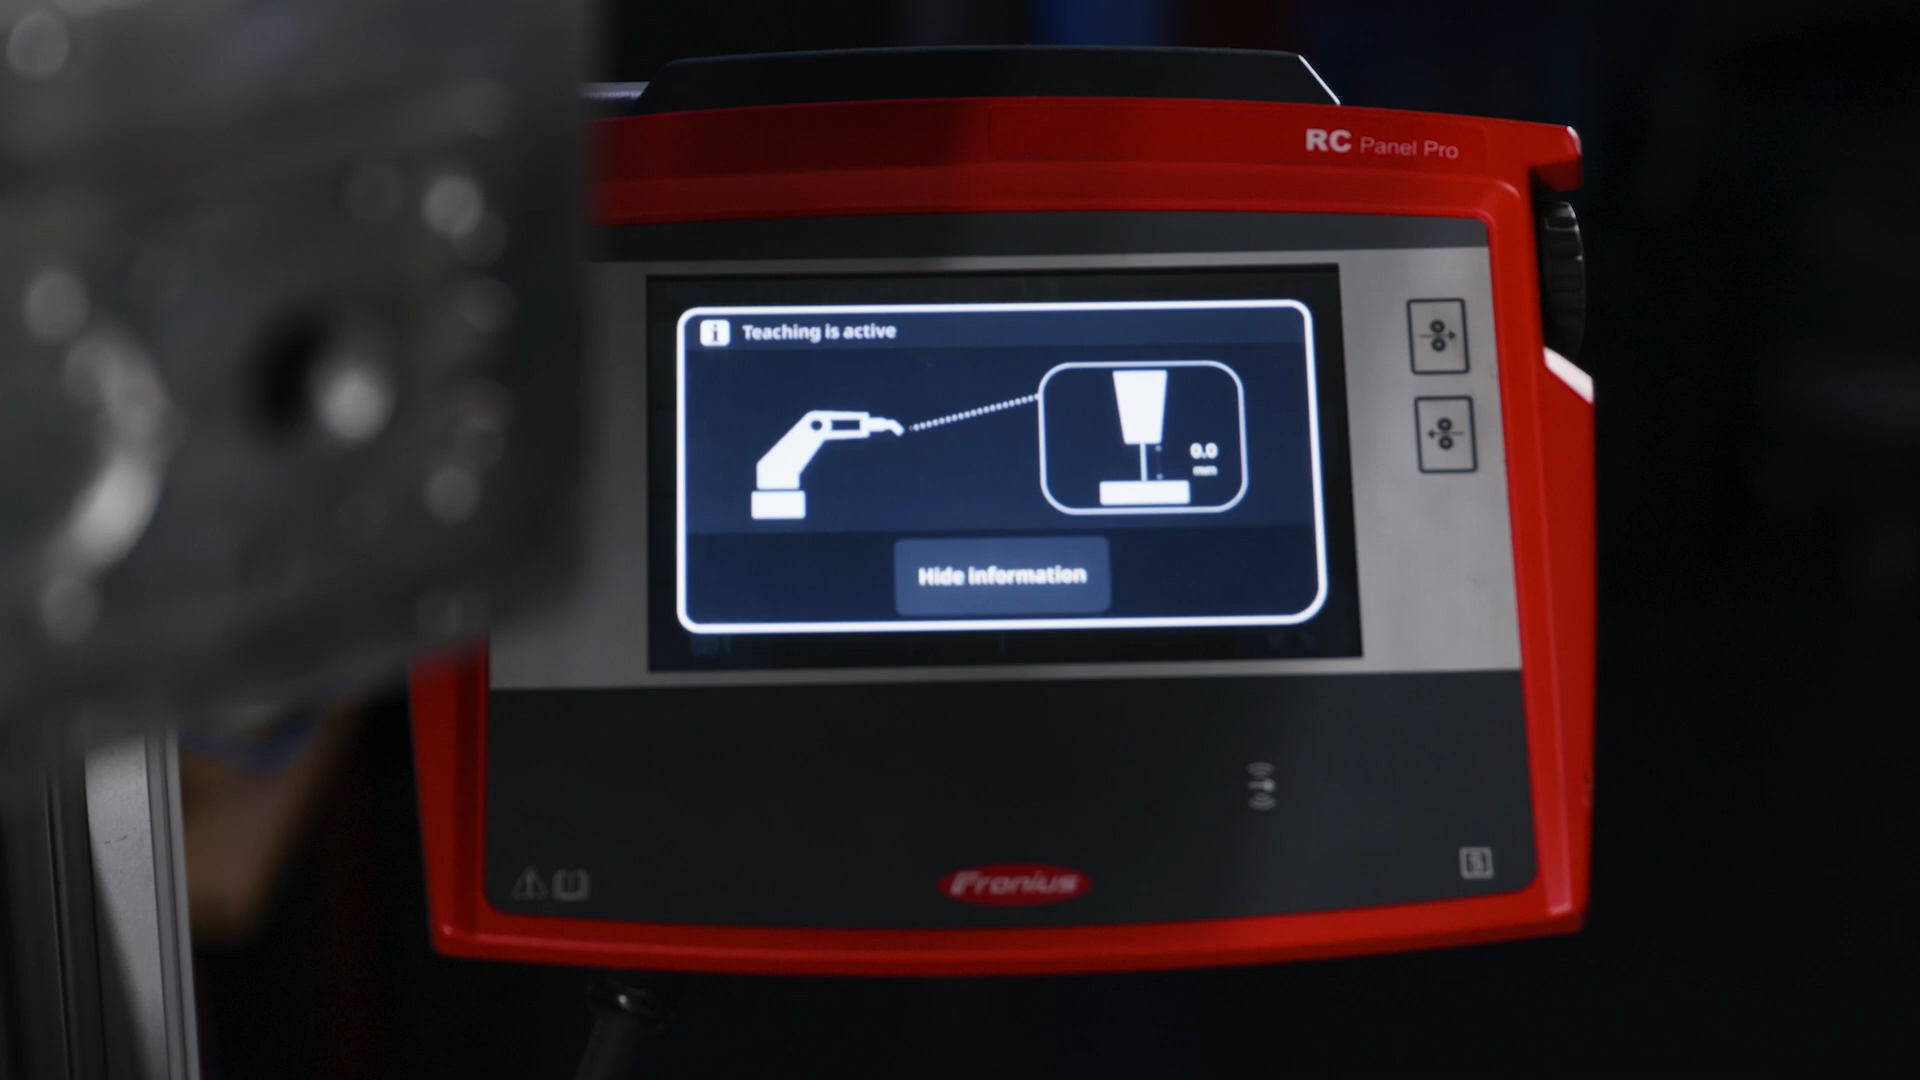 RC Panel Pro
i Teaching is active
0.0
mm
Hide information
Fronius
S